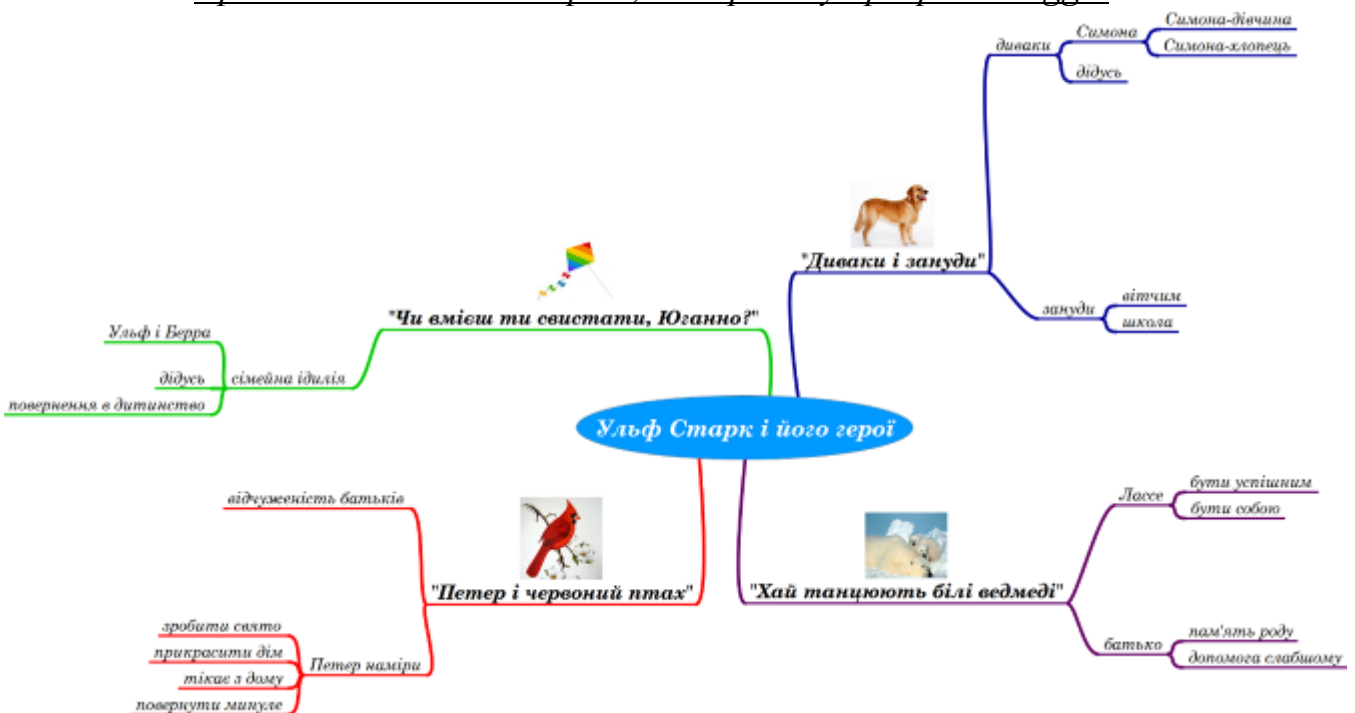 Симона-дівчина
Симона
Симона-хлопець
диваки
дідусь
"Диваки і зануди"
вітчим
зануди
школа
"Чи вмієш ти свистати, Юганно?"
Ульф і Берра
дідусь
сімейна ідилія
повернення в дитинство
Ульф Старк і його герої
відчуженість батьків
"Петер і червоний птах"
зробити свято
прикрасити дім
Петер наміри
тікає з дому
повернути минуле
"Хай танцюють білі ведмеді"
Лассе
бути успішним
бути собою
батько
пам'ять роду
допомога слабшому